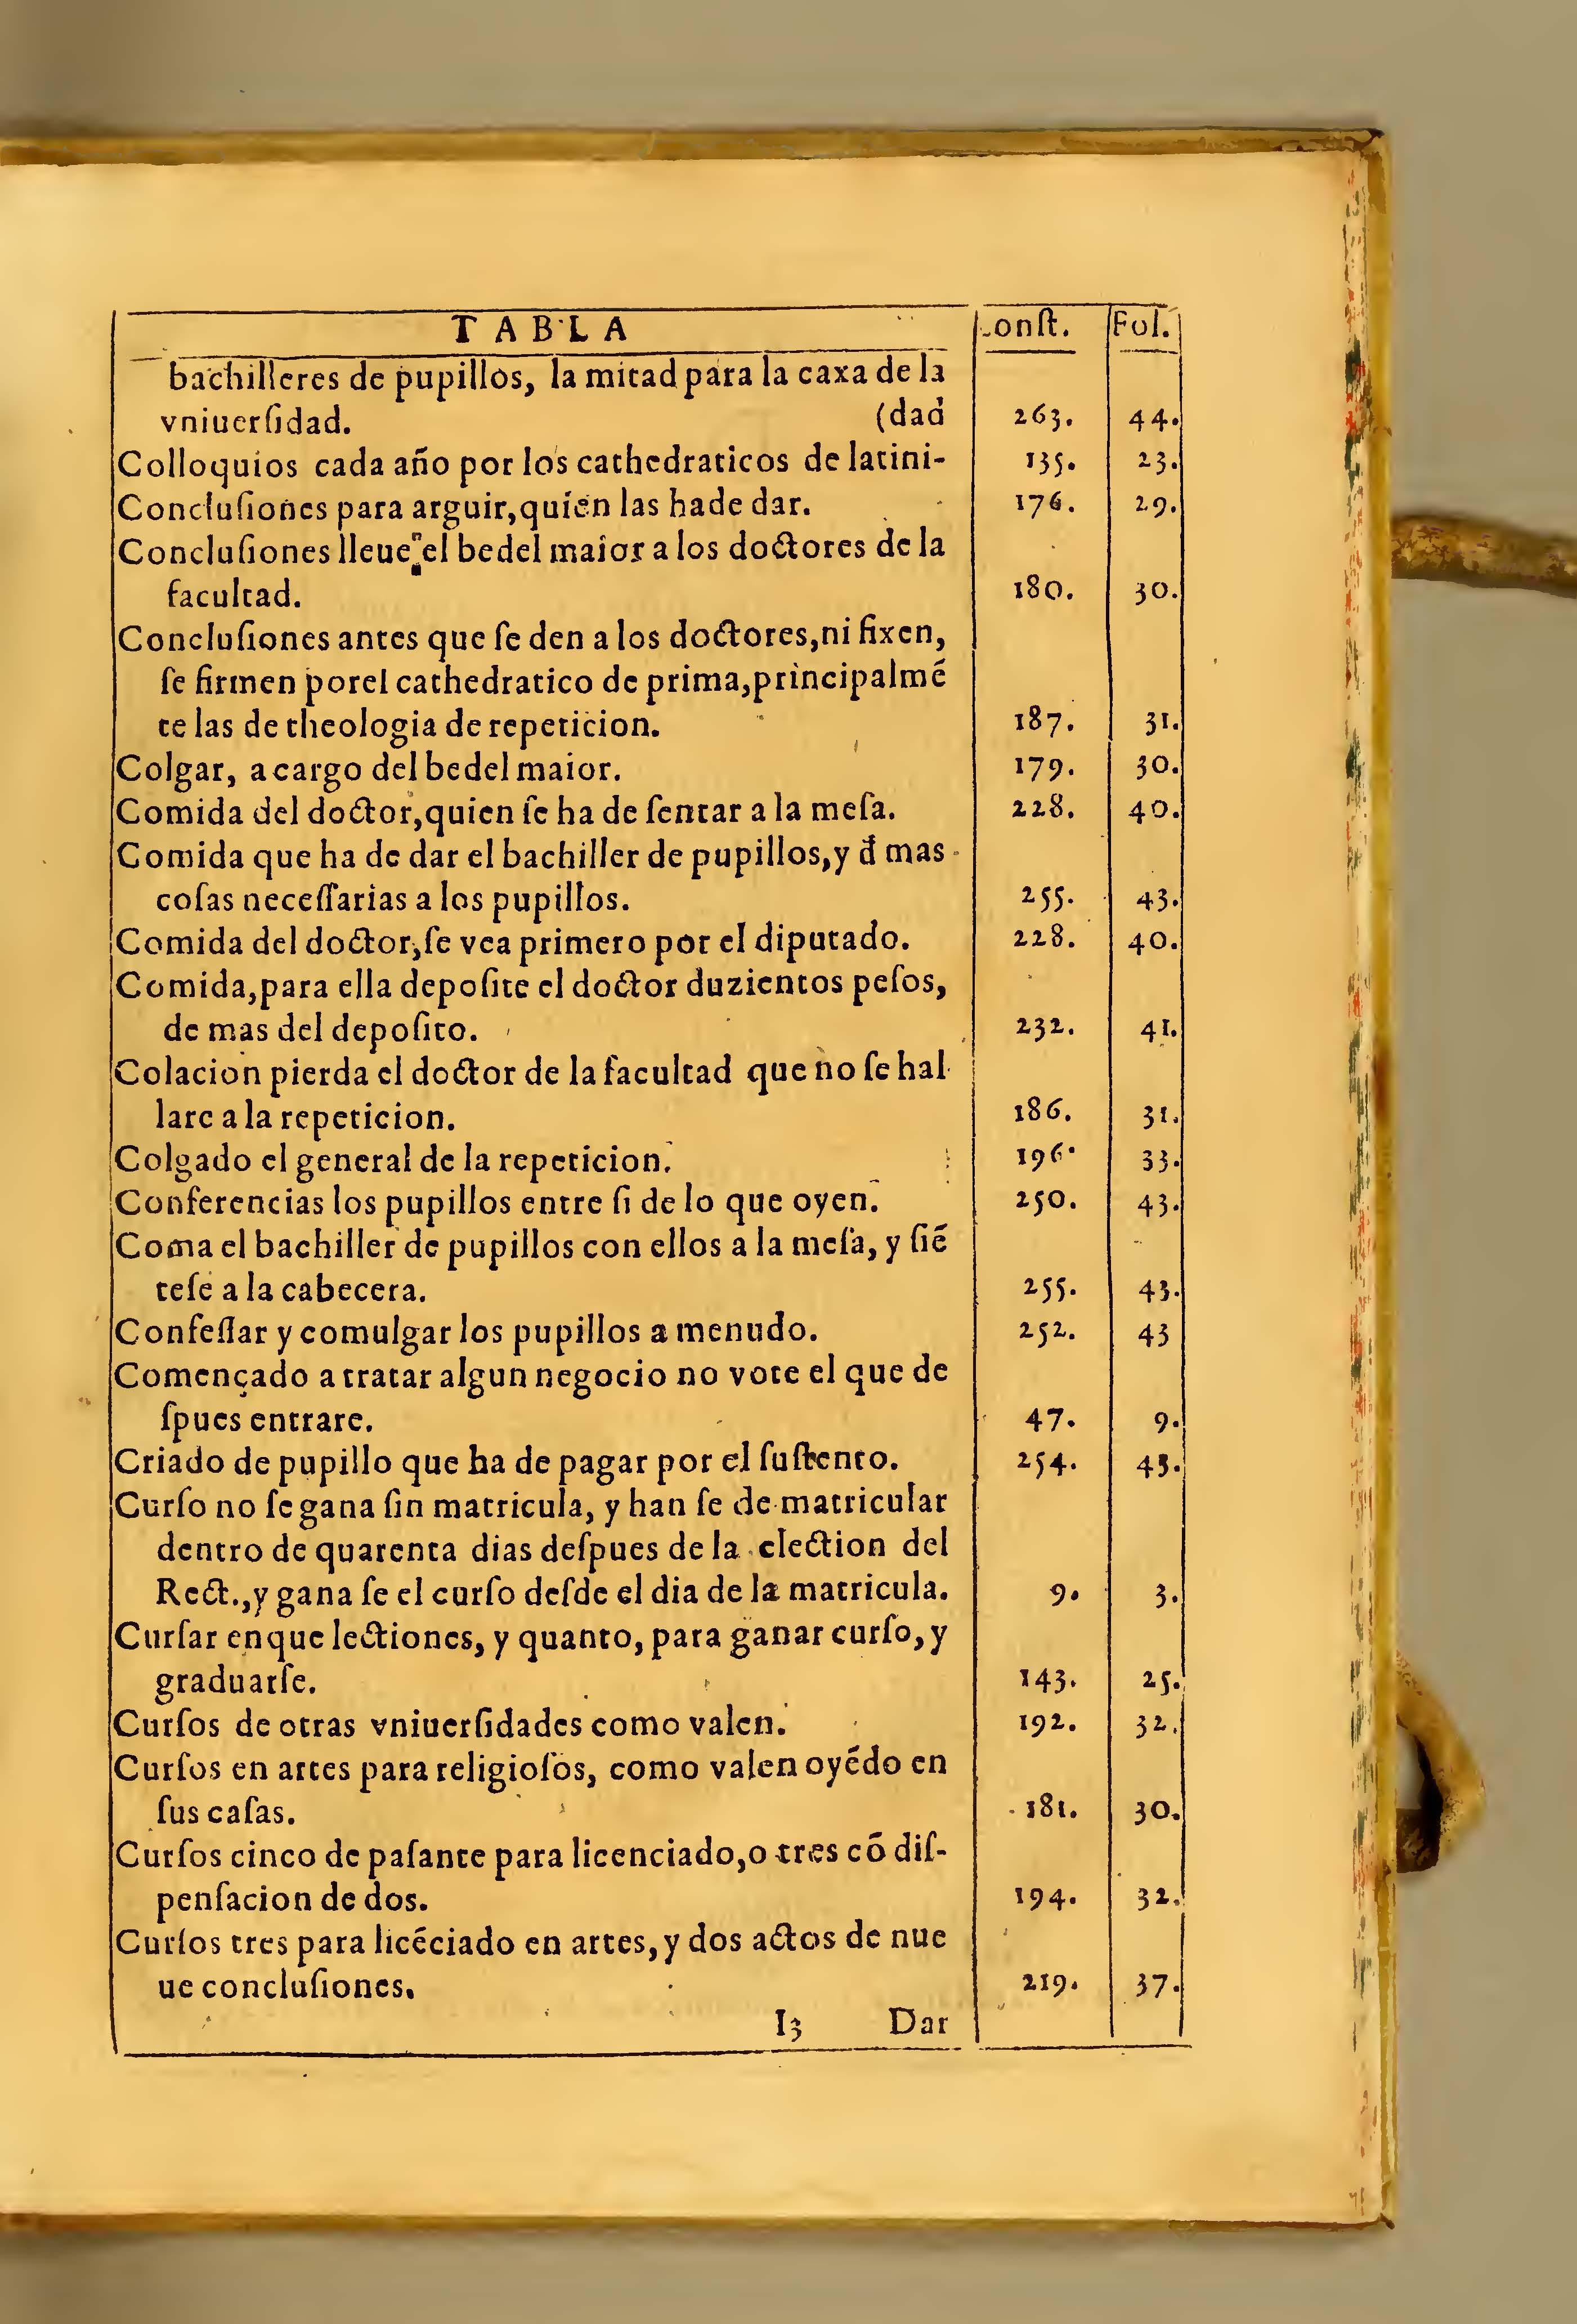 TABLA onſt. Fol.
bachilleres de pupillos, la mitad para la caxa de la
vniuerſidad. (dad 263. 44.
Colloquios cada año por los cathedraticos de latini- 135. 23.
Concluſiones para arguir,quien las hade dar. 176. 29.
Concluſiones lleue el bedel maior a los doctores de la
facultad. 180. 30.
Concluſiones antes que ſe den a los doctores,ni fixen,
ſe firmen porel cathedratico de prima,principalmẽ
te las de theologia de repeticion. 187. 31.
Colgar, a cargo del bedel maior. 179. 30.
Comida del doctor,quien ſe ha de ſentar a la meſa. 228. 40.
Comida que ha de dar el bachiller de pupillos,y đ mas
coſas neceſſarias a los pupillos. 255. 43.
Comida del doctor,ſe vea primero por el diputado. 228. 40.
Comida,para ella depoſite el doctor duzientos peſos,
de mas del depoſito. 232. 41.
Colacion pierda el doctor de la facultad que no ſe hal
lare a la repeticion. 186. 31.
Colgado el general de la repeticion. 196. 33.
Conferencias los pupillos entre ſi de lo que oyen. 250. 43.
Coma el bachiller de pupillos con ellos a la meſa, y ſiẽ
teſe a la cabecera. 255. 43.
Confeſſar y comulgar los pupillos a menudo. 252. 43
Començado a tratar algun negocio no vote el que de
ſpues entrare. 47. 9.
Criado de pupillo que ha de pagar por el ſuſtento. 254. 43.
Curſo no ſe gana ſin matricula, y han ſe de matricular
dentro de quarenta dias deſpues de la election del
Rect.,y gana ſe el curſo deſde el dia de la matricula. 9. 3.
Curſar enque lectiones, y quanto, para ganar curſo, y
graduarſe. 143. 25.
Curſos de otras vniuerſidades como valen. 192. 32.
Curſos en artes para religioſos, como valen oyẽdo en
ſus caſas. 181. 30.
Curſos cinco de paſante para licenciado,o tres cõ diſ-
penſacion de dos. 194. 32.
Curſos tres para licẽciado en artes,y dos actos de nue
ue concluſiones. 219. 37.
I3 Dar